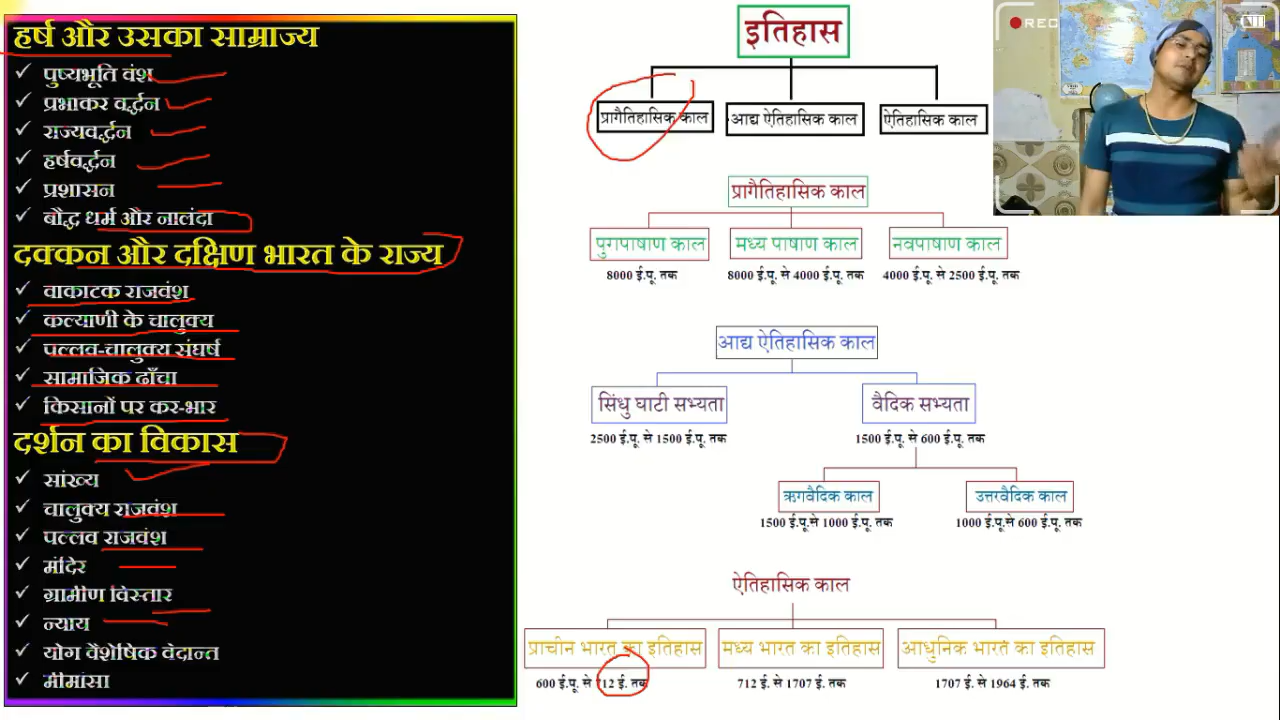 हर्ष और उसका साम्राज्य
पुष्यभूति वंश
प्रभाकर वर्द्धन
राज्यवर्द्धन
हर्षवर्द्धन
प्रशासन
बौद्ध धर्म और नालंदा
दक्कन और दक्षिण भारत के राज्य
वाकाटक राजवंश
कल्याणी के चालुक्य
पल्लव-चालुक्य संघर्ष
सामाजिक ढाँचा
किसानों पर कर-भार
दर्शन का विकास
सांख्य
चालुक्य राजवंश
पल्लव राजवंश
मंदिर
ग्रामीण विस्तार
न्याय
योग वैशेषिक वेदान्त
मीमांसा
इतिहास
प्रागैतिहासिक काल
आद्य ऐतिहासिक काल
ऐतिहासिक काल
प्रागैतिहासिक काल
पुरापाषाण काल
मध्य पाषाण काल
नवपाषाण काल
8000 ई.पू. तक
8000 ई.पू. से 4000 ई.पू. तक
4000 ई.पू. से 2500 ई.पू. तक
आद्य ऐतिहासिक काल
सिंधु घाटी सभ्यता
वैदिक सभ्यता
2500 ई.पू. से 1500 ई.पू. तक
1500 ई.पू. से 600 ई.पू. तक
ऋगवैदिक काल
उत्तरवैदिक काल
1500 ई.पू.से 1000 ई.पू. तक
1000 ई.पू.से 600 ई.पू. तक
ऐतिहासिक काल
प्राचीन भारत का इतिहास
मध्य भारत का इतिहास
आधुनिक भारत का इतिहास
600 ई.पू. से 712 ई. तक
712 ई. से 1707 ई. तक
1707 ई. से 1964 ई. तक
REC